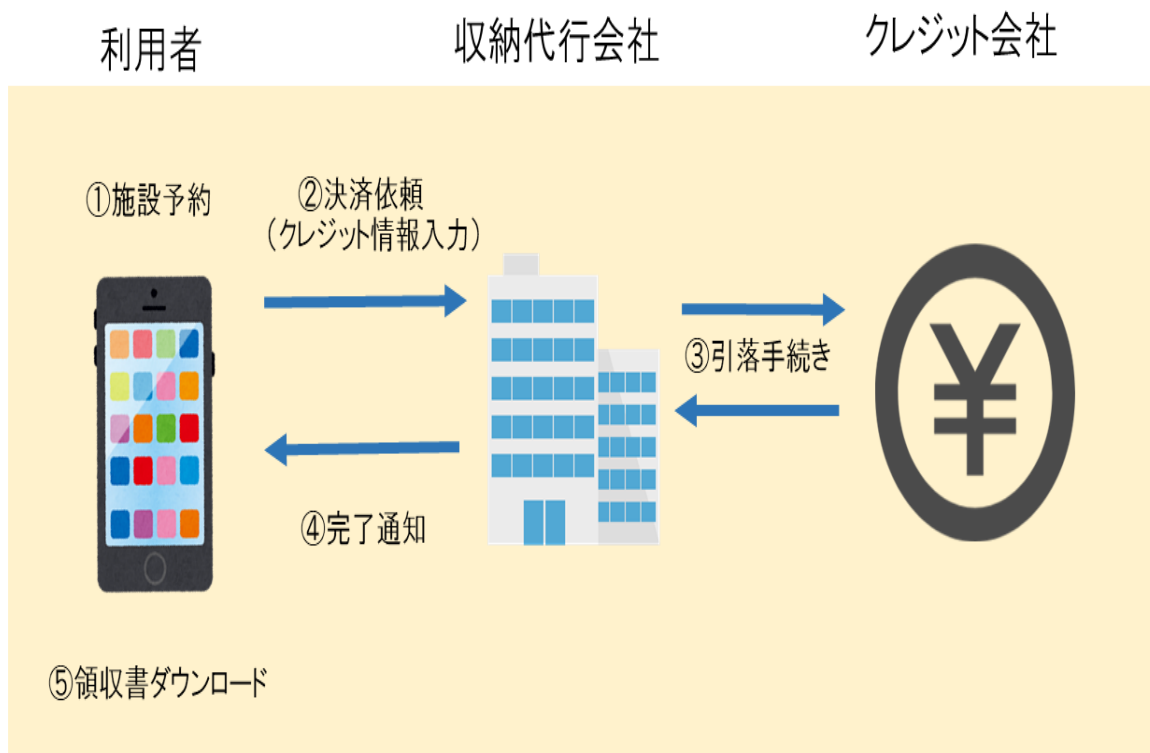 利用者
収納代行会社
クレジット会社
①施設予約
②決済依頼
（クレジット情報入力）
③引落手続き
④完了通知
⑤領収書ダウンロード
¥